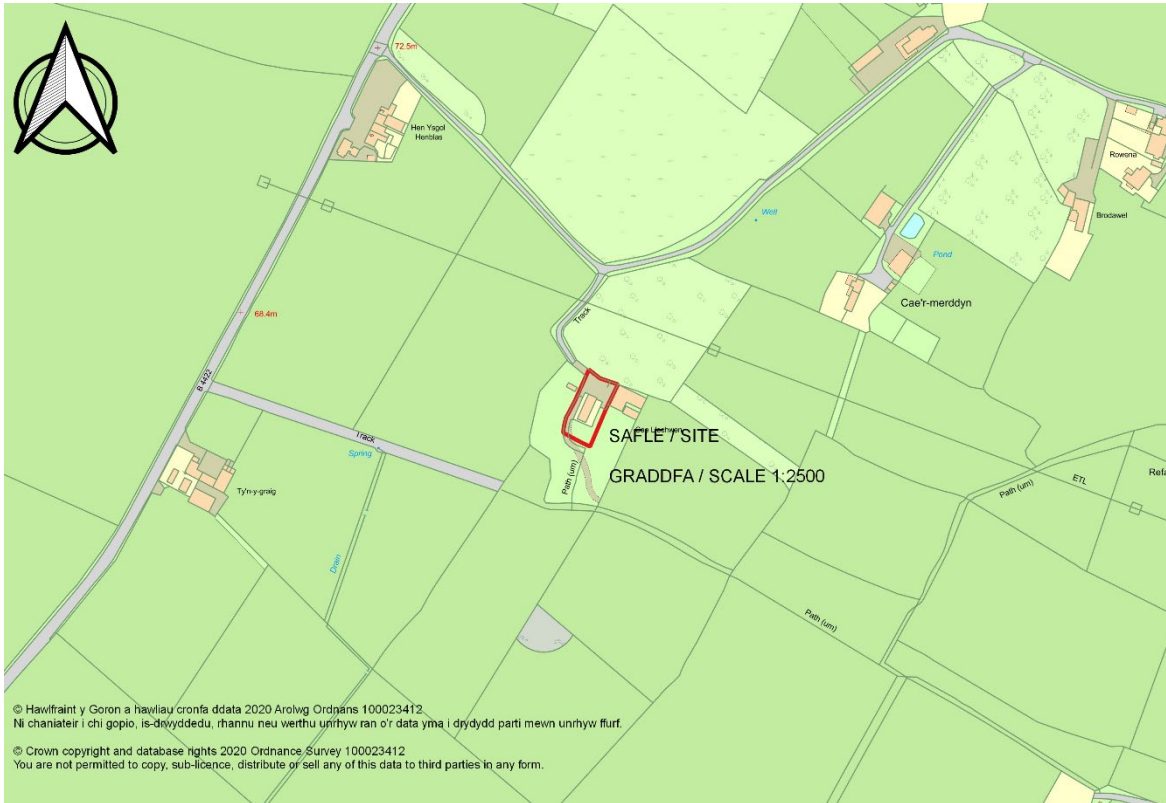 72.5m
Hen Ysgol
Henblas
Rowena
Brodawel
Well
Pond
Cae'r-merddyn
68.4m
Track
B 4422
SAFLE / SITE
GRADDFA / SCALE 1:2500
Track
Spring
Ty'n-y-graig
Path (um)
Drain
Path (um)
ETL
Refa
Path (um)
© Hawlfraint y Goron a hawliau cronfa ddata 2020 Arolwg Ordnans 100023412
Ni chaniateir i chi gopio, is-drwyddedu, rhannu neu werthu unrhyw ran o'r data yma i drydydd parti mewn unrhyw ffurf.
© Crown copyright and database rights 2020 Ordnance Survey 100023412
You are not permitted to copy, sub-licence, distribute or sell any of this data to third parties in any form.